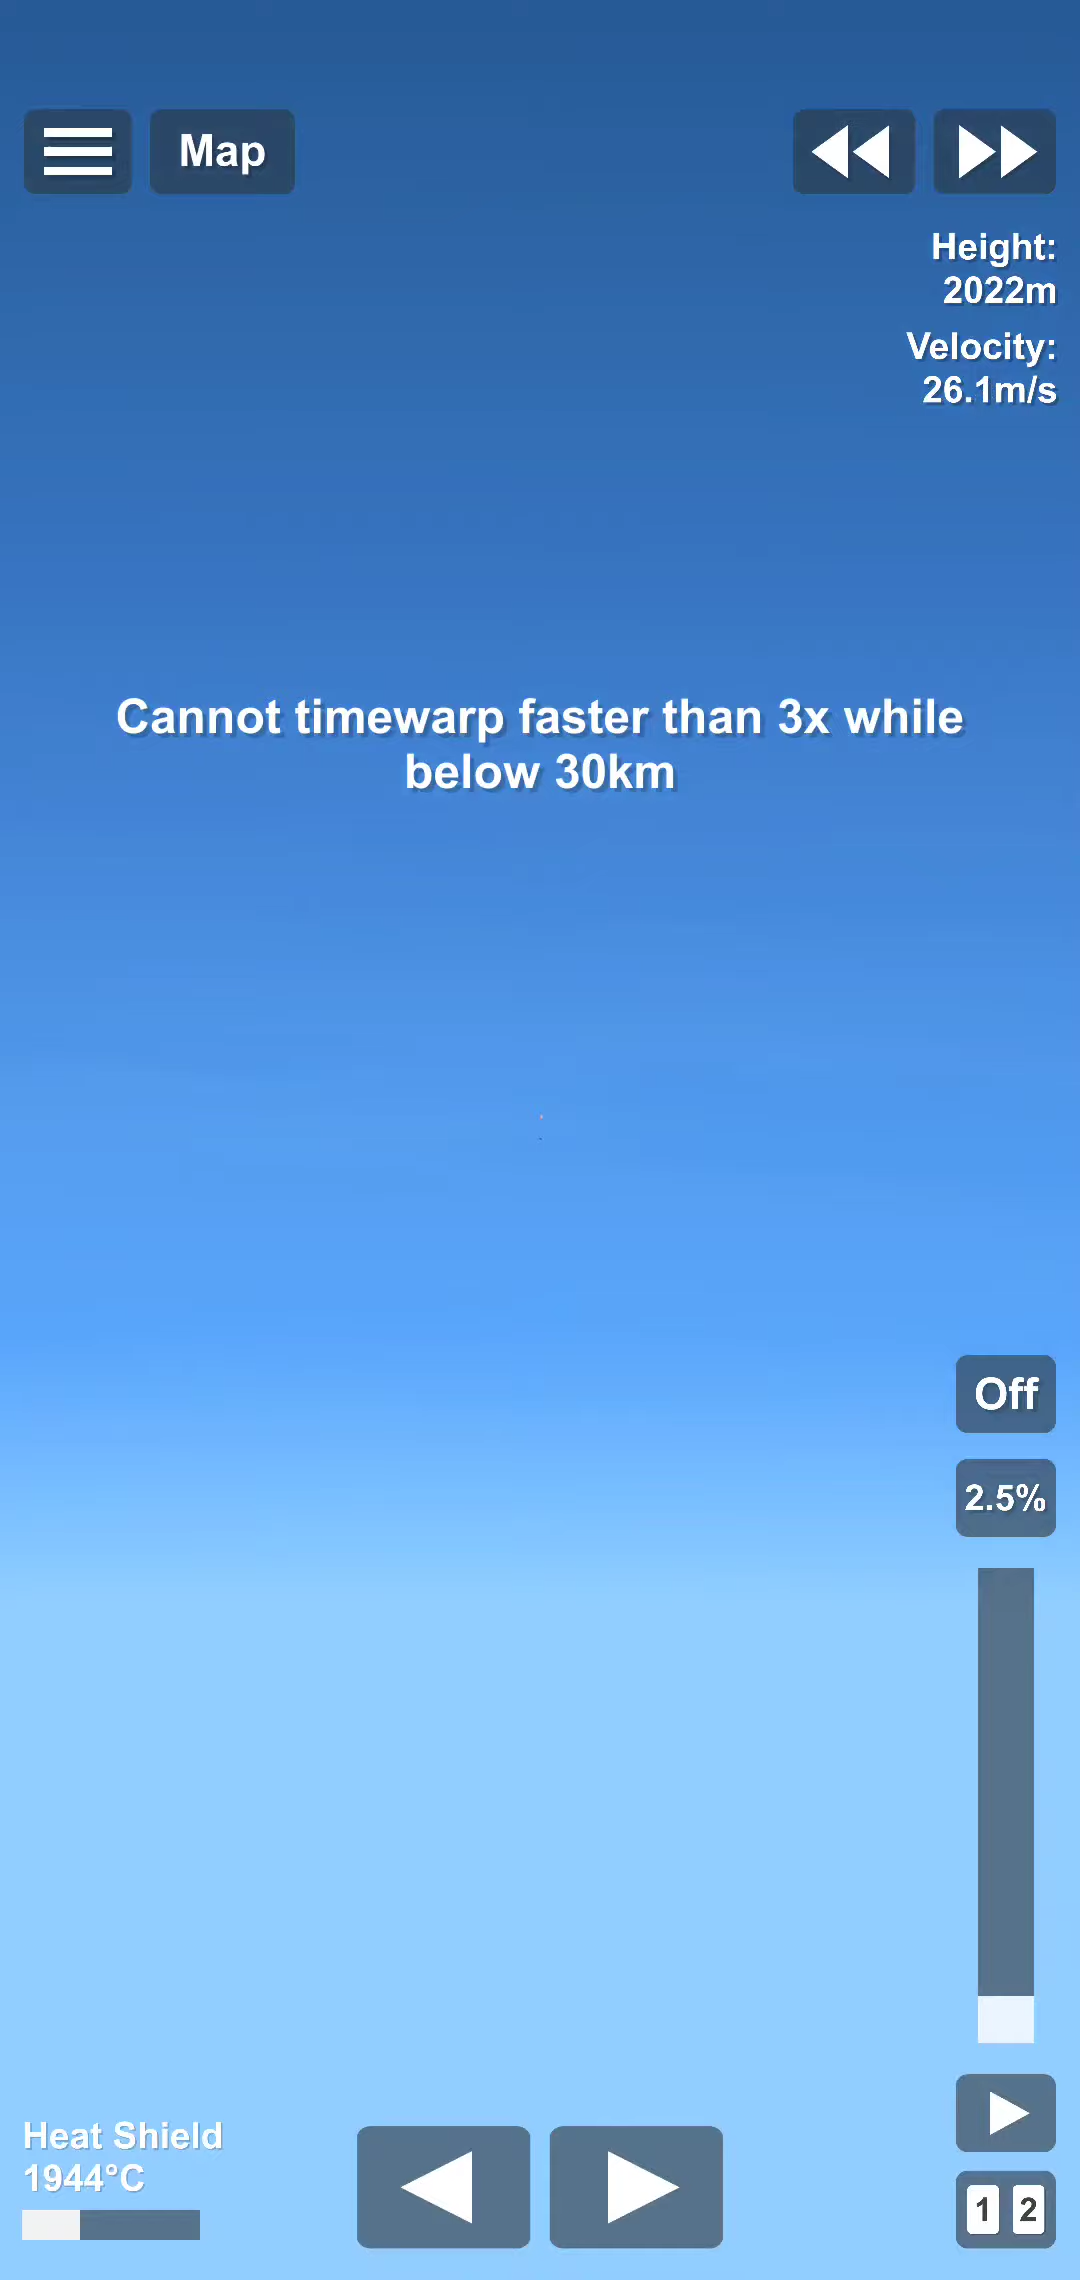 Map
Height:
2022m
Velocity:
26.1m/s
Cannot timewarp faster than 3x while
below 30km
Off
2.5%
Heat Shield
1944°C
1 2